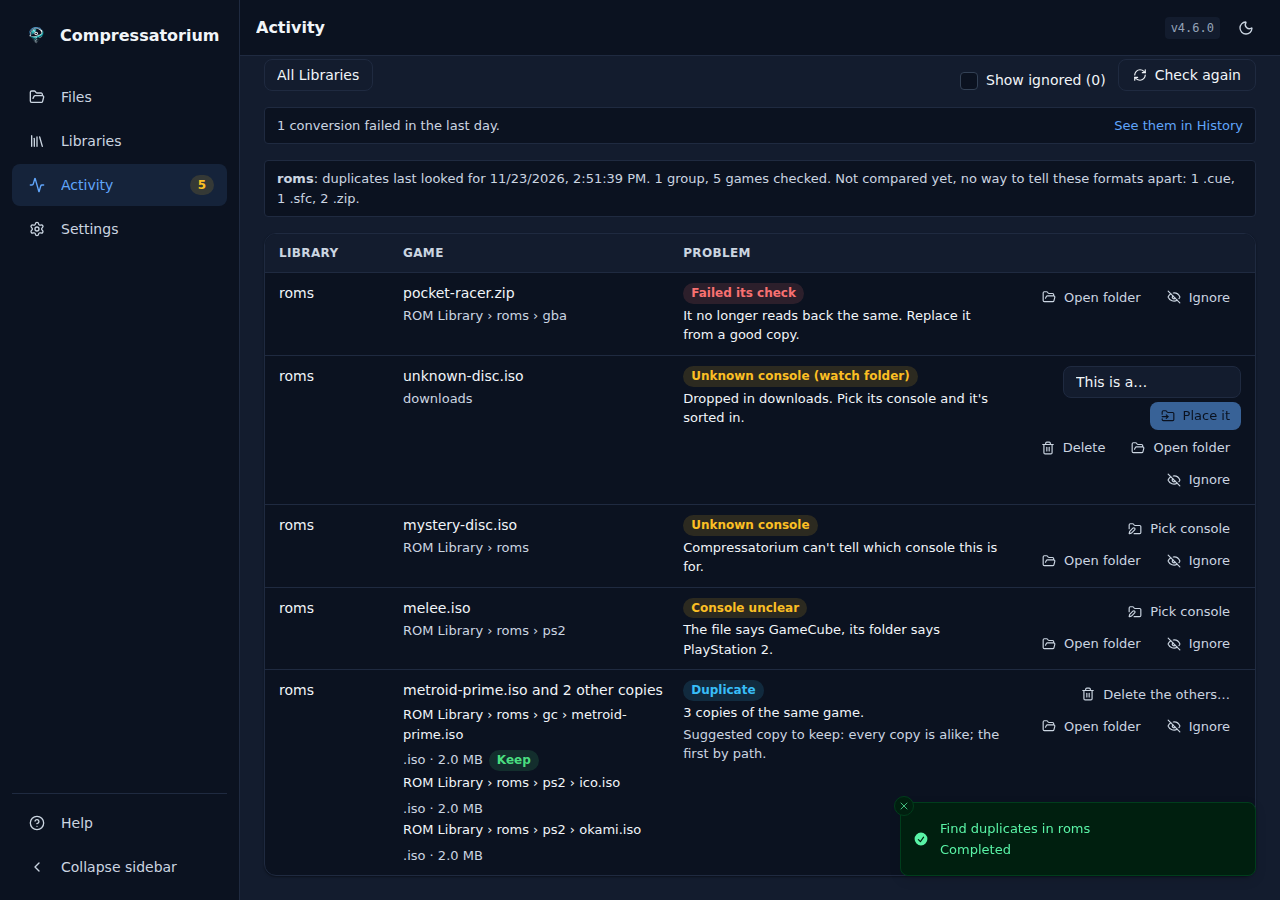 Compressatorium
Activity
v4.6.0
Files
Libraries
Activity 5
Settings
Help
Collapse sidebar
All Libraries
Show ignored (0)
Check again
1 conversion failed in the last day.
See them in History
roms: duplicates last looked for 11/23/2026, 2:51:39 PM. 1 group, 5 games checked. Not compared yet, no way to tell these formats apart: 1 .cue,
1 .sfc, 2 .zip.
LIBRARY GAME PROBLEM
roms
pocket-racer.zip
ROM Library › roms › gba
Failed its check
It no longer reads back the same. Replace it
from a good copy.
Open folder Ignore
roms
unknown-disc.iso
downloads
Unknown console (watch folder)
Dropped in downloads. Pick its console and it's
sorted in.
This is a...
Place it
Delete Open folder
Ignore
roms
mystery-disc.iso
ROM Library › roms
Unknown console
Compressatorium can't tell which console this is
for.
Pick console
Open folder Ignore
roms
melee.iso
ROM Library › roms › ps2
Console unclear
The file says GameCube, its folder says
PlayStation 2.
Pick console
Open folder Ignore
roms
metroid-prime.iso and 2 other copies
ROM Library › roms › gc › metroid-
prime.iso
.iso · 2.0 MB Keep
ROM Library › roms › ps2 › ico.iso
.iso · 2.0 MB
ROM Library › roms › ps2 › okami.iso
.iso · 2.0 MB
Duplicate
3 copies of the same game.
Suggested copy to keep: every copy is alike; the
first by path.
Delete the others...
Open folder Ignore
Find duplicates in roms
Completed